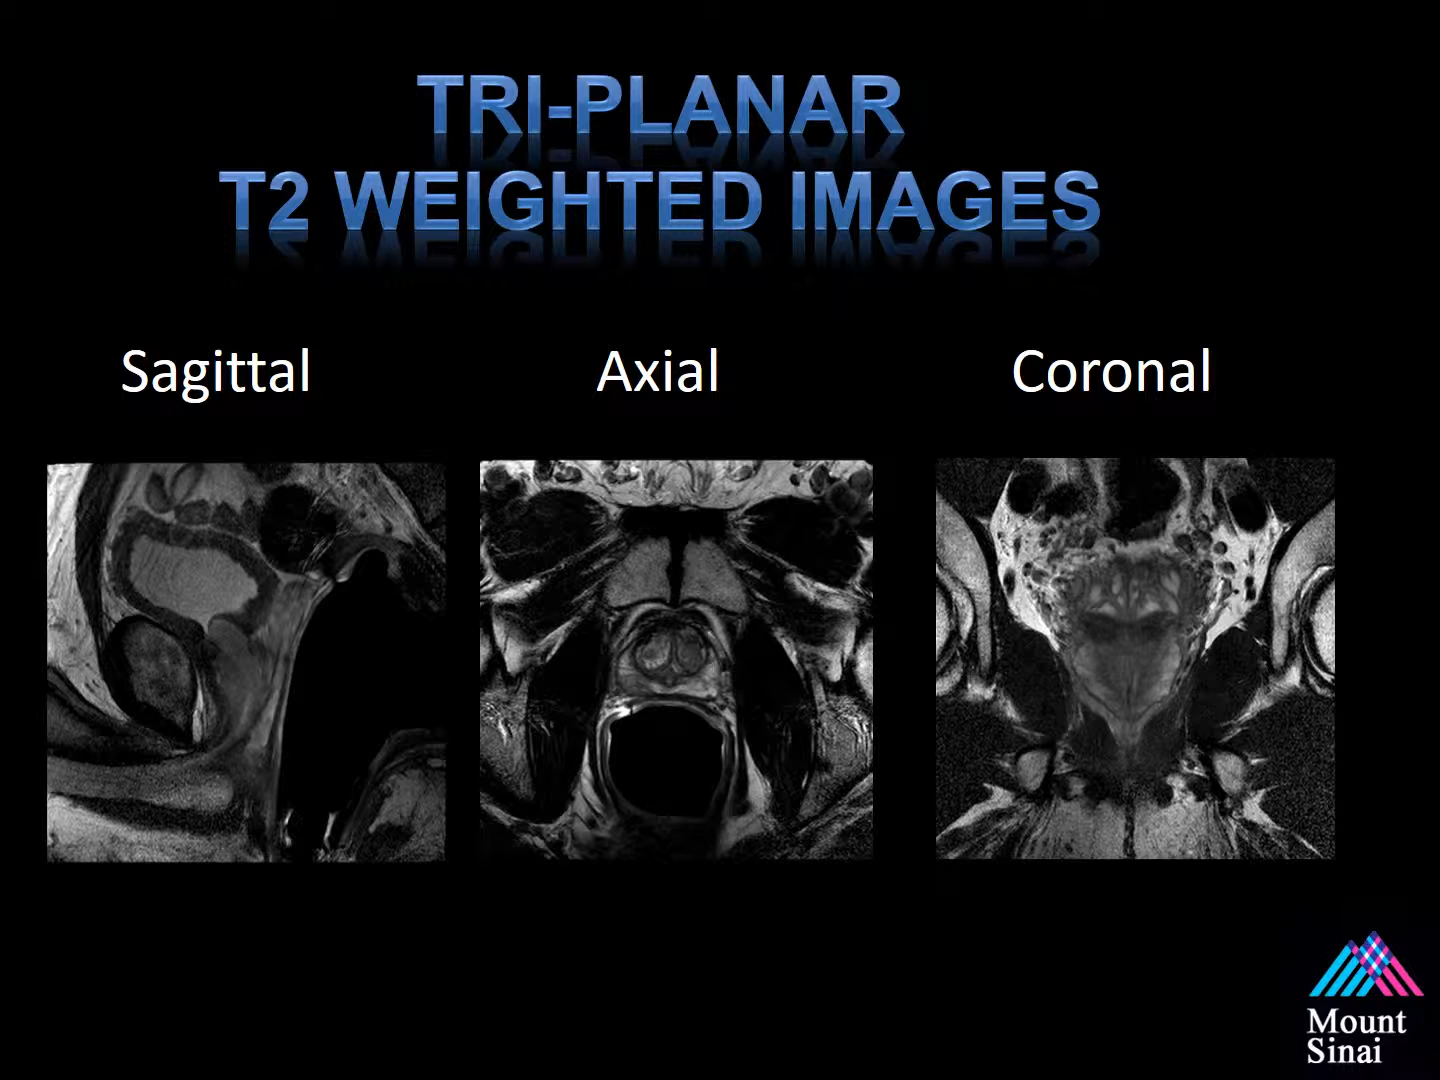 TRI-PLANAR
T2 WEIGHTED IMAGES
Sagittal
Axial
Coronal
Mount
Sinai